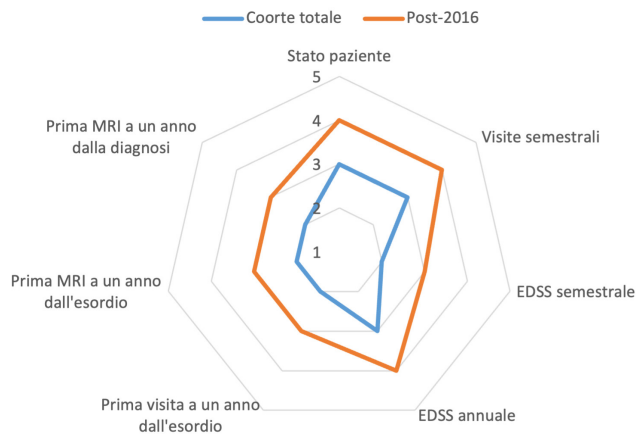 Coorte totale
Post-2016
Stato paziente
5
4
3
2
1
Visite semestrali
EDSS semestrale
EDSS annuale
Prima visita a un anno
dall'esordio
Prima MRI a un anno
dall'esordio
Prima MRI a un anno
dalla diagnosi